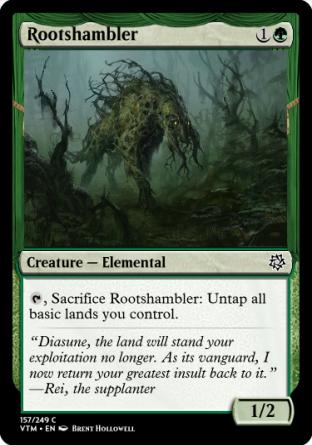 Rootshambler 1
Creature — Elemental
, Sacrifice Rootshambler: Untap all
basic lands you control.
“Diasune, the land will stand your
exploitation no longer. As its vanguard, I
now return your greatest insult back to it.”
—Rei, the supplanter
1/2
157/249 C
VTM • EN Brent Hollowell